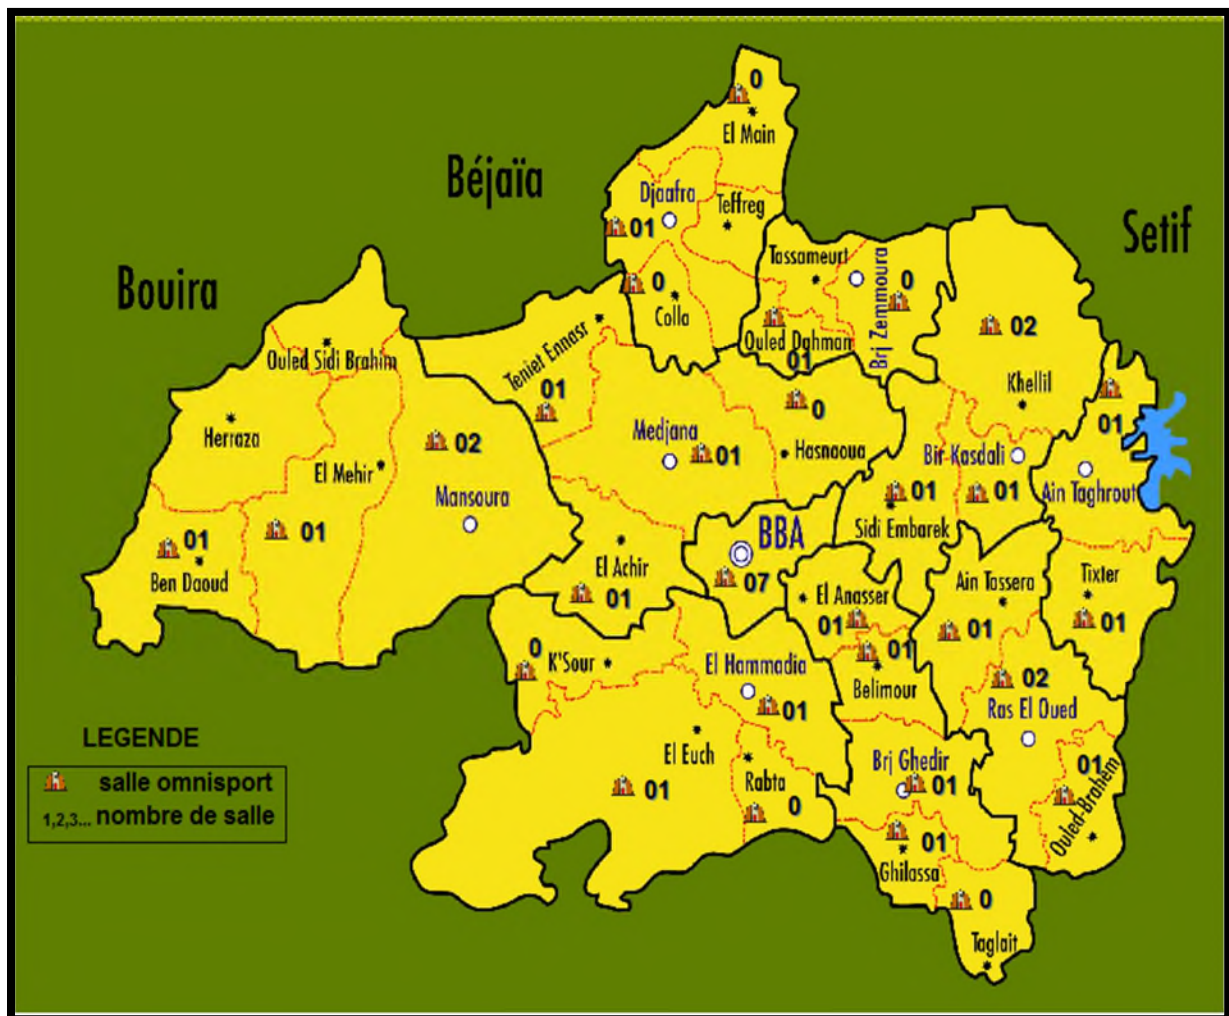 0
El Main
Béjaïa
Djaafra
Teffreg
01
Setif
Tassameurt
Brj Zemmoura
0
Bouira
0
Colla
Ouled Dahman
01
02
Khellil
Ouled Sidi Brahim
Teniet Ennasr
01
0
Hasnaoua
01
Herraza
02
Medjana
01
Bir Kasdali
Ain Taghrout
El Mehir
Mansoura
01
01
Sidi Embarek
01
01
Ben Daoud
BBA
07
El Achir
01
El Anasser
01
Ain Tassera
01
Tixter
01
0
K'Sour
El Hammadia
01
01
Belimour
02
Ras El Oued
LEGENDE
salle omnisport
1,2,3... nombre de salle
El Euch
01
Rabta
0
Brj Ghedir
01
01
Ouled-Brahem
01
Ghilassa
0
Taglait